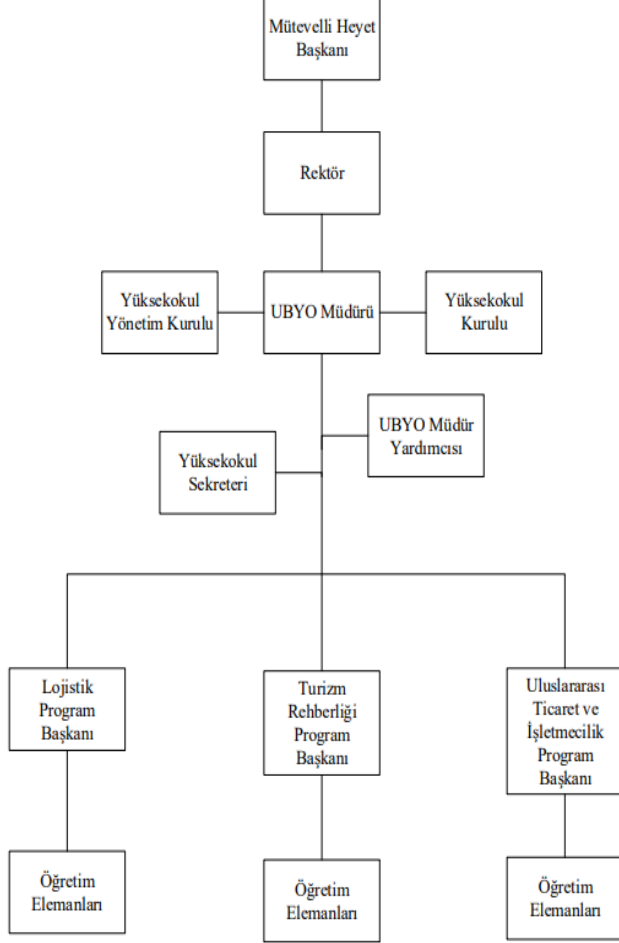 Mütevelli Heyet
Başkanı
Rektör
Yüksekokul
Yönetim Kurulu
UBYO Müdürü
Yüksekokul
Kurulu
UBYO Müdür
Yardımcısı
Yüksekokul
Sekreteri
Lojistik
Program
Başkanı
Turizm
Rehberliği
Program
Başkanı
Uluslararası
Ticaret ve
İşletmecilik
Program
Başkanı
Öğretim
Elemanları
Öğretim
Elemanları
Öğretim
Elemanları